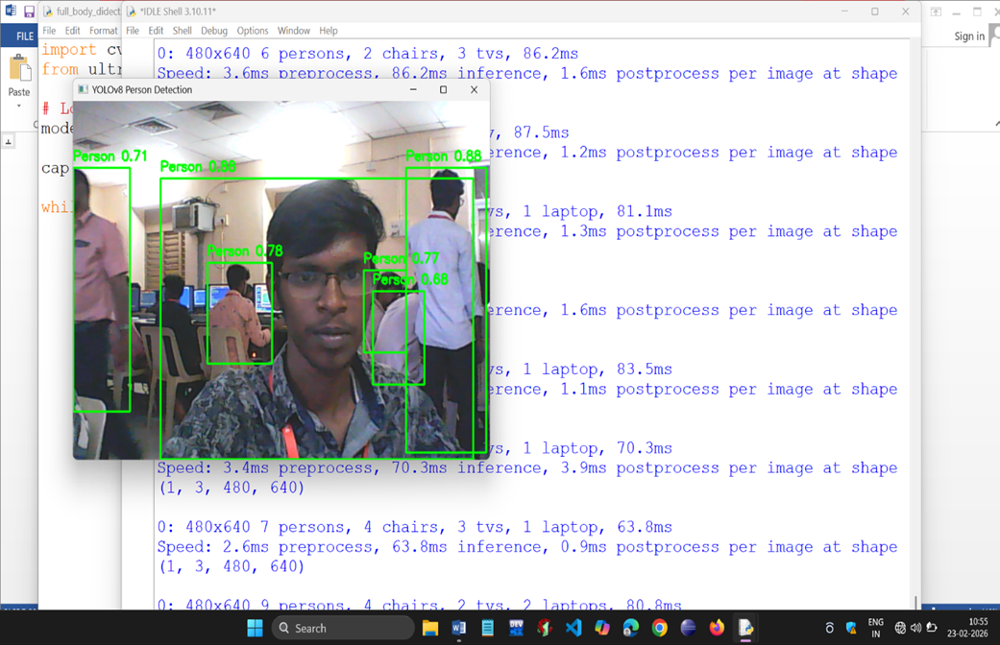 full_body_didect
*IDLE Shell 3.10.11*
FILE
File Edit Format
File Edit Shell Debug Options Window Help
Sign in
Paste
import cv
from ultr
# Lo
mode
cap
whi
0: 480x640 6 persons, 2 chairs, 3 tvs, 86.2ms
Speed: 3.6ms preprocess, 86.2ms inference, 1.6ms postprocess per image at shape
YOLOv8 Person Detection
Person 0.71
Person 0.88
Person 0.78
Person 0.77
Person 0.68
, 87.5ms
erence, 1.2ms postprocess per image at shape
vs, 1 laptop, 81.1ms
erence, 1.3ms postprocess per image at shape
erence, 1.6ms postprocess per image at shape
vs, 1 laptop, 83.5ms
erence, 1.1ms postprocess per image at shape
vs, 1 laptop, 70.3ms
Speed: 3.4ms preprocess, 70.3ms inference, 3.9ms postprocess per image at shape
(1, 3, 480, 640)
0: 480x640 7 persons, 4 chairs, 3 tvs, 1 laptop, 63.8ms
Speed: 2.6ms preprocess, 63.8ms inference, 0.9ms postprocess per image at shape
(1, 3, 480, 640)
0: 480x640 9 persons, 4 chairs, 2 tvs, 2 laptops, 80.8ms
Search
ENG
IN
10:55
23-02-2026